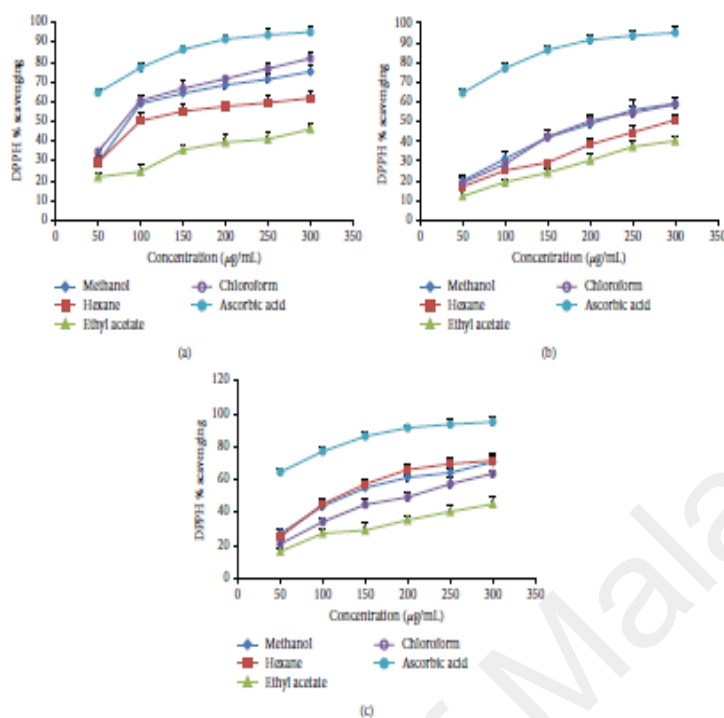 100
90
80
70
60
50
40
30
20
10
0
DPPH % scavenging
0 50 100 150 200 250 300 350
Concentration (μg/mL)
Methanol
Hexane
Ethyl acetate
Chloroform
Ascorbic acid
(a)
100
90
80
70
60
50
40
30
20
10
0
DPPH % scavenging
0 50 100 150 200 250 300 350
Concentration (μg/mL)
Methanol
Hexane
Ethyl acetate
Chloroform
Ascorbic acid
(b)
120
100
80
60
40
20
0
DPPH % scavenging
0 50 100 150 200 250 300 350
Concentration (μg/mL)
Methanol
Hexane
Ethyl acetate
Chloroform
Ascorbic acid
(c)
Mala